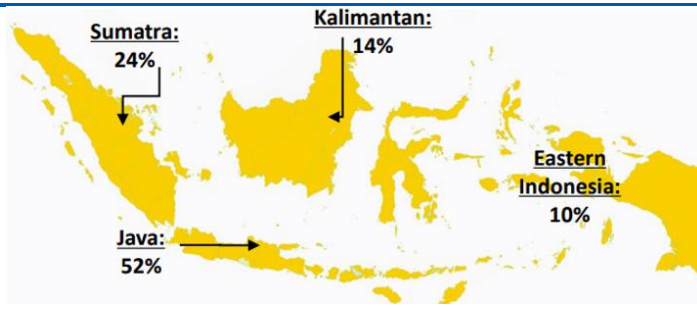 Sumatra:
24%
Kalimantan:
14%
Eastern
Indonesia:
10%
Java:
52%